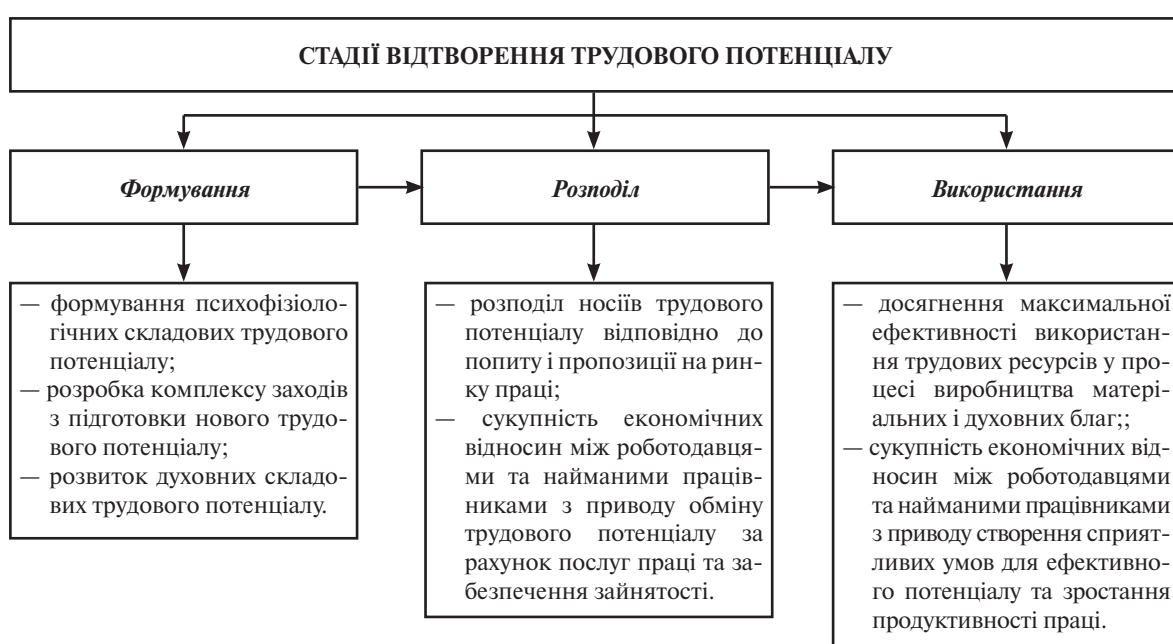 СТАДІЇ ВІДТВОРЕННЯ ТРУДОВОГО ПОТЕНЦІАЛУ
Формування
Розподіл
Використання
— формування психофізіоло-
гічних складових трудового
потенціалу;
— розробка комплексу заходів
з підготовки нового трудо-
вого потенціалу;
— розвиток духовних складо-
вих трудового потенціалу.
— розподіл носіїв трудового
потенціалу відповідно до
попиту і пропозиції на рин-
ку праці;
— сукупність економічних
відносин між роботодавця-
ми та найманими праців-
никами з приводу обміну
трудового потенціалу за
рахунок послуг праці та за-
безпечення зайнятості.
— досягнення максимальної
ефективності використан-
ня трудових ресурсів у про-
цесі виробництва матері-
альних і духовних благ;;
— сукупність економічних від-
носин між роботодавцями
та найманими працівниками
з приводу створення сприят-
ливих умов для ефективно-
го потенціалу та зростання
продуктивності праці.